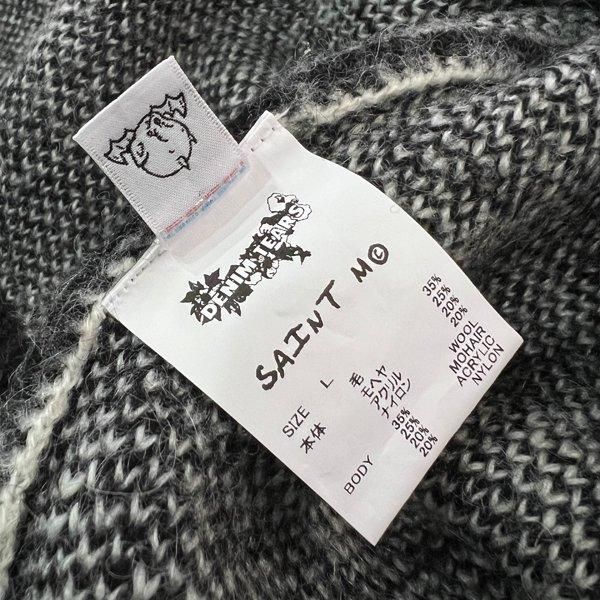 DENIM TEARS
SAINT M©
SIZE L
本体 毛 35%
モヘヤ 25%
アクリル 20%
ナイロン 20%
BODY 35% WOOL
25% MOHAIR
20% ACRYLIC
20% NYLON